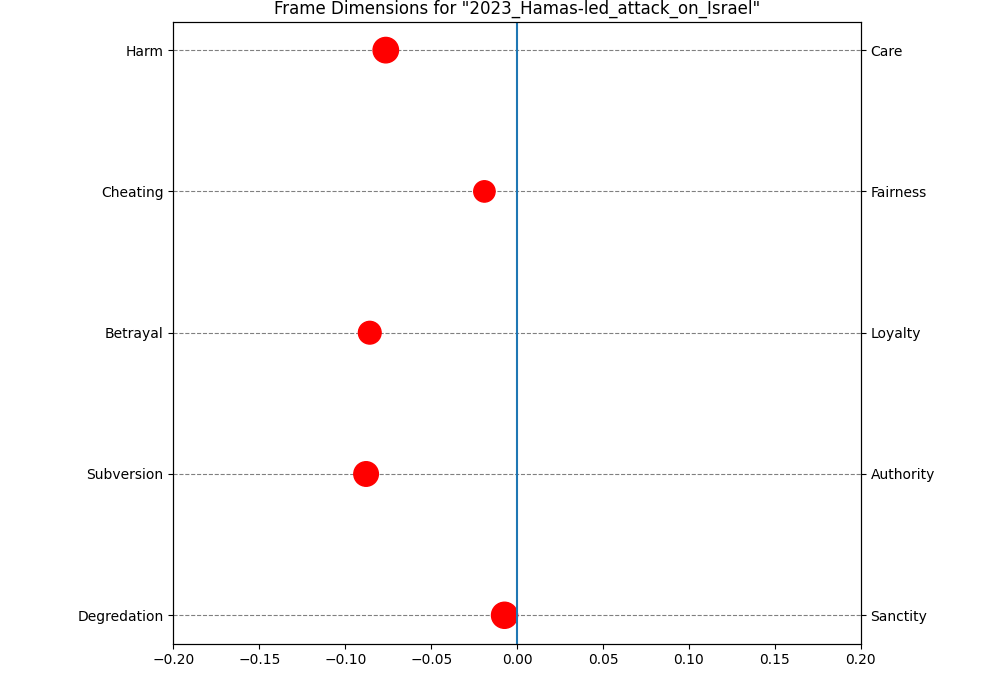 Frame Dimensions for "2023_Hamas-led_attack_on_Israel"
Harm
Care
Cheating
Fairness
Betrayal
Loyalty
Subversion
Authority
Degredation
Sanctity
−0.20 −0.15 −0.10 −0.05 0.00 0.05 0.10 0.15 0.20